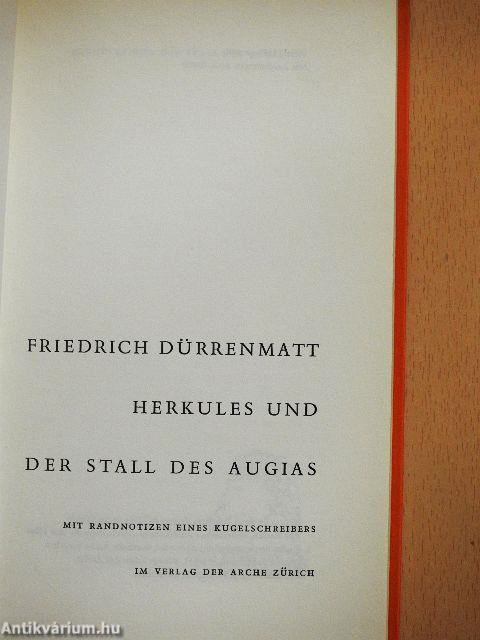 FRIEDRICH DÜRRENMATT
HERKULES UND
DER STALL DES AUGIAS
MIT RANDNOTIZEN EINES KUGELSCHREIBERS
IM VERLAG DER ARCHE ZÜRICH
Antikvárium.hu